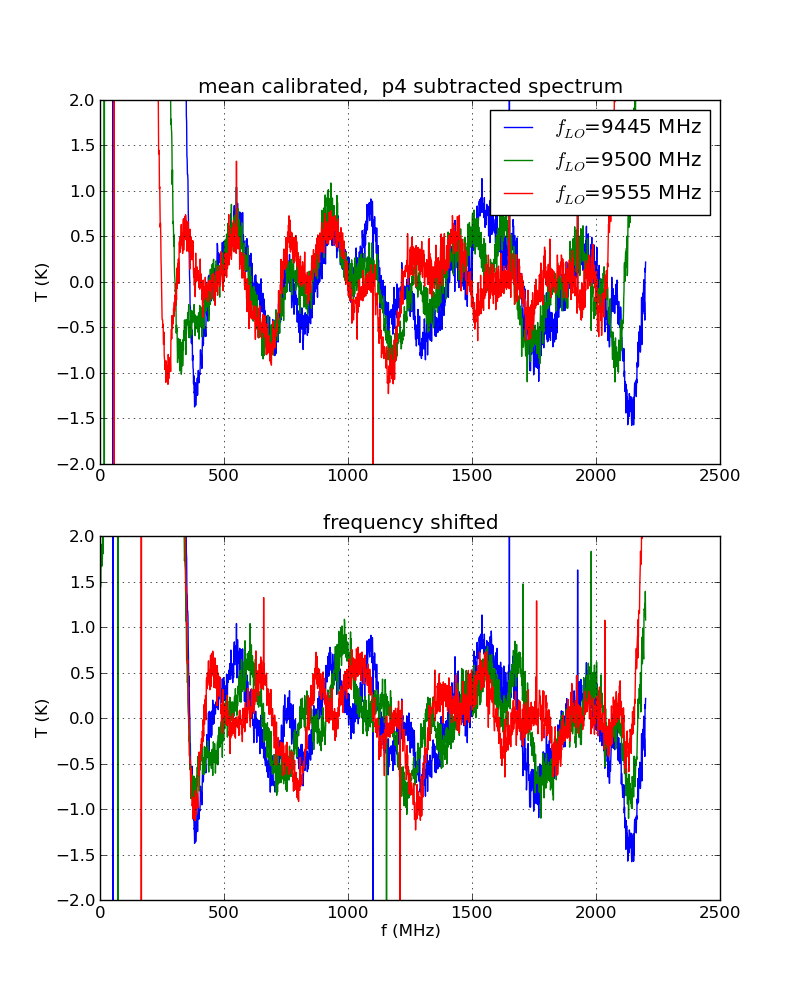 mean calibrated,  p4 subtracted spectrum
2.0
1.5
1.0
0.5
0.0
−0.5
−1.0
−1.5
−2.0
T (K)
f_LO=9445 MHz
f_LO=9500 MHz
f_LO=9555 MHz
0 500 1000 1500 2000 2500
frequency shifted
2.0
1.5
1.0
0.5
0.0
−0.5
−1.0
−1.5
−2.0
T (K)
0 500 1000 1500 2000 2500
f (MHz)